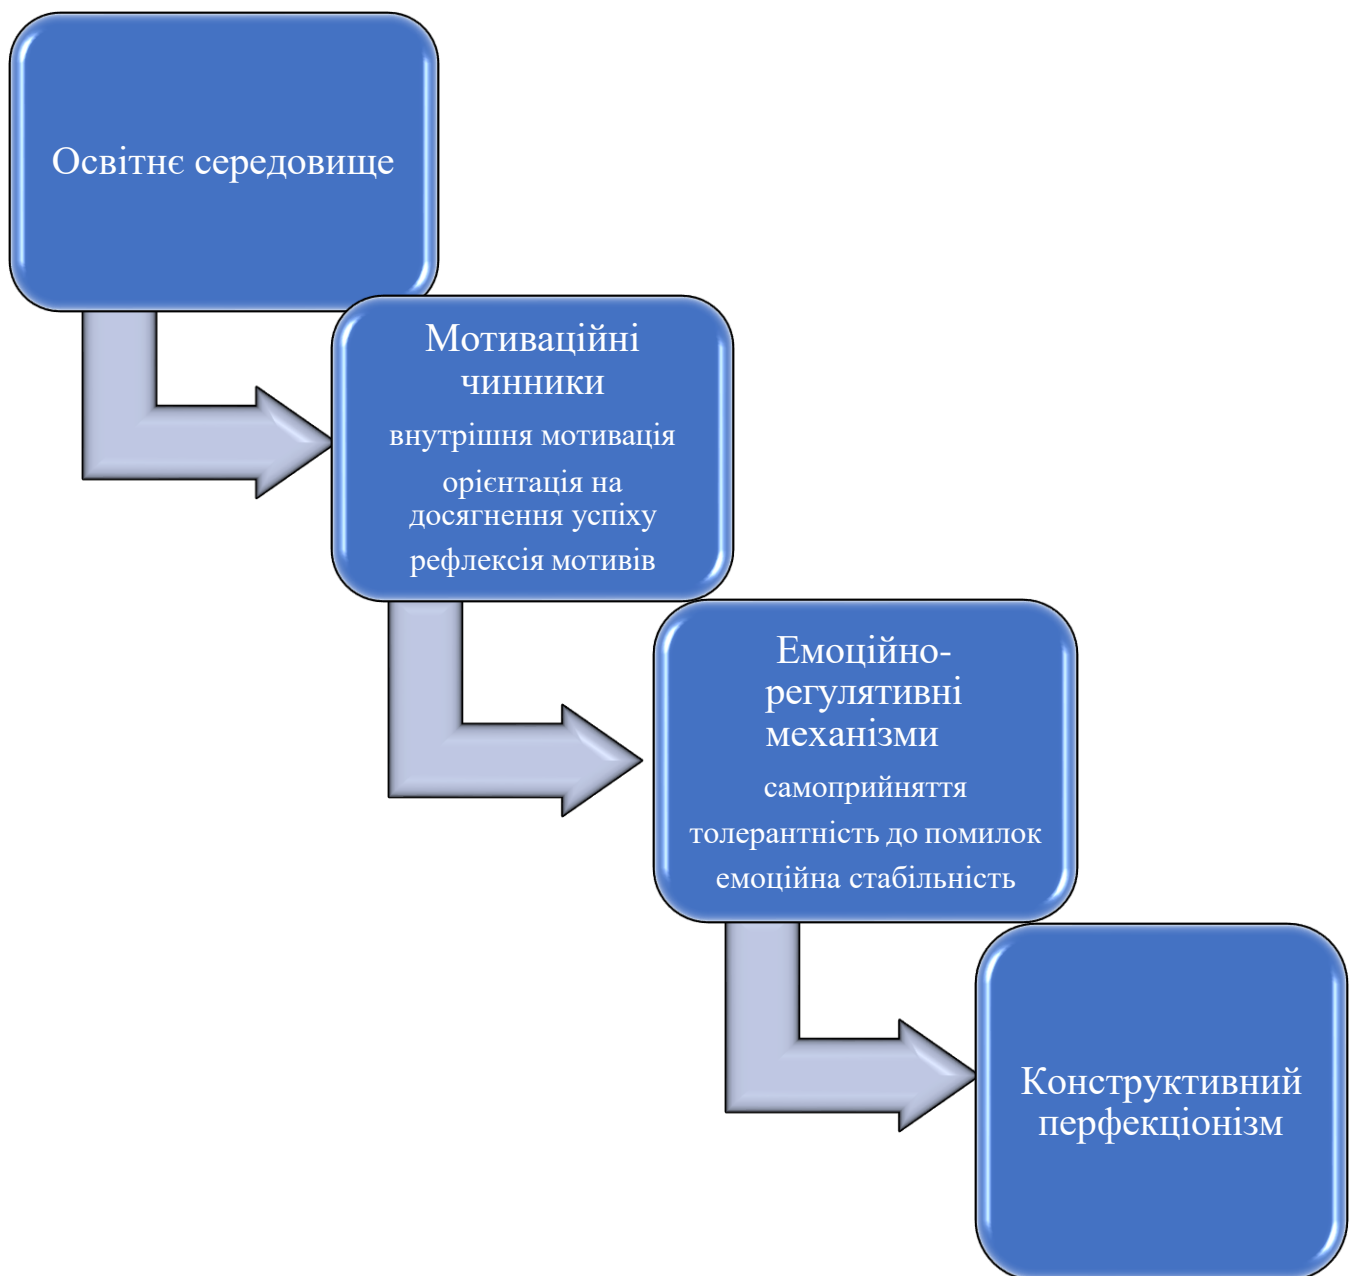 Освітнє середовище
Мотиваційні
чинники
внутрішня мотивація
орієнтація на
досягнення успіху
рефлексія мотивів
Емоційно-
регулятивні
механізми
самоприйняття
толерантність до помилок
емоційна стабільність
Конструктивний
перфекціонізм